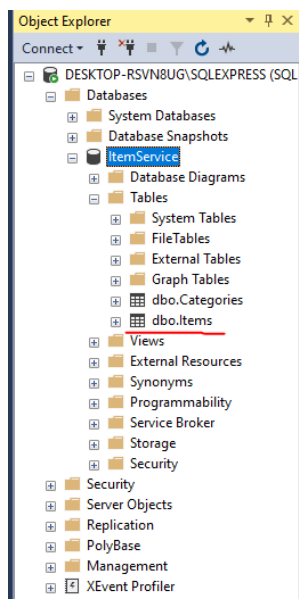 Object Explorer
Connect
DESKTOP-RSVN8UG\SQLEXPRESS (SQL
Databases
System Databases
Database Snapshots
ItemService
Database Diagrams
Tables
System Tables
FileTables
External Tables
Graph Tables
dbo.Categories
dbo.Items
Views
External Resources
Synonyms
Programmability
Service Broker
Storage
Security
Security
Server Objects
Replication
PolyBase
Management
XEvent Profiler